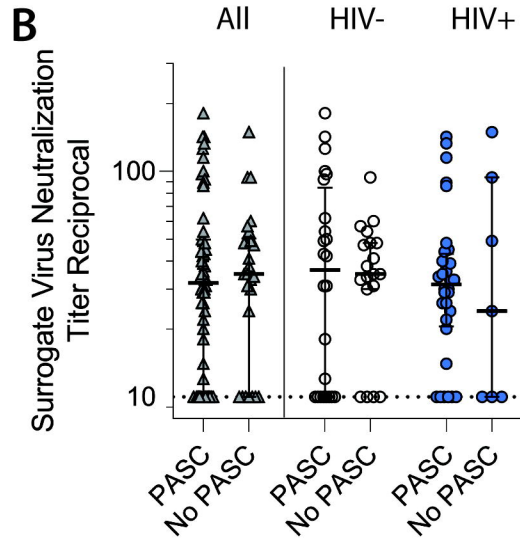 B
All
HIV-
HIV+
Surrogate Virus Neutralization
Titer Reciprocal
100
10
PASC
No PASC
PASC
No PASC
PASC
No PASC